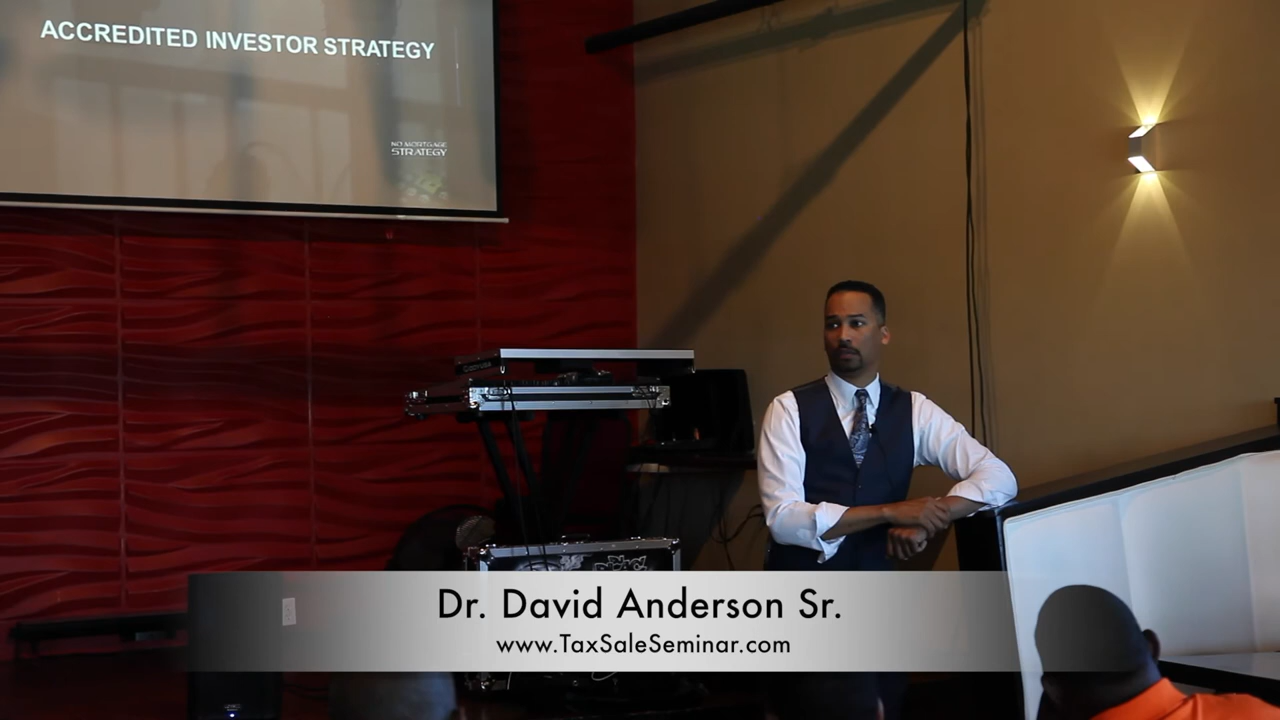 ACCREDITED INVESTOR STRATEGY
NO MORTGAGE
STRATEGY
Dr. David Anderson Sr.
www.TaxSaleSeminar.com